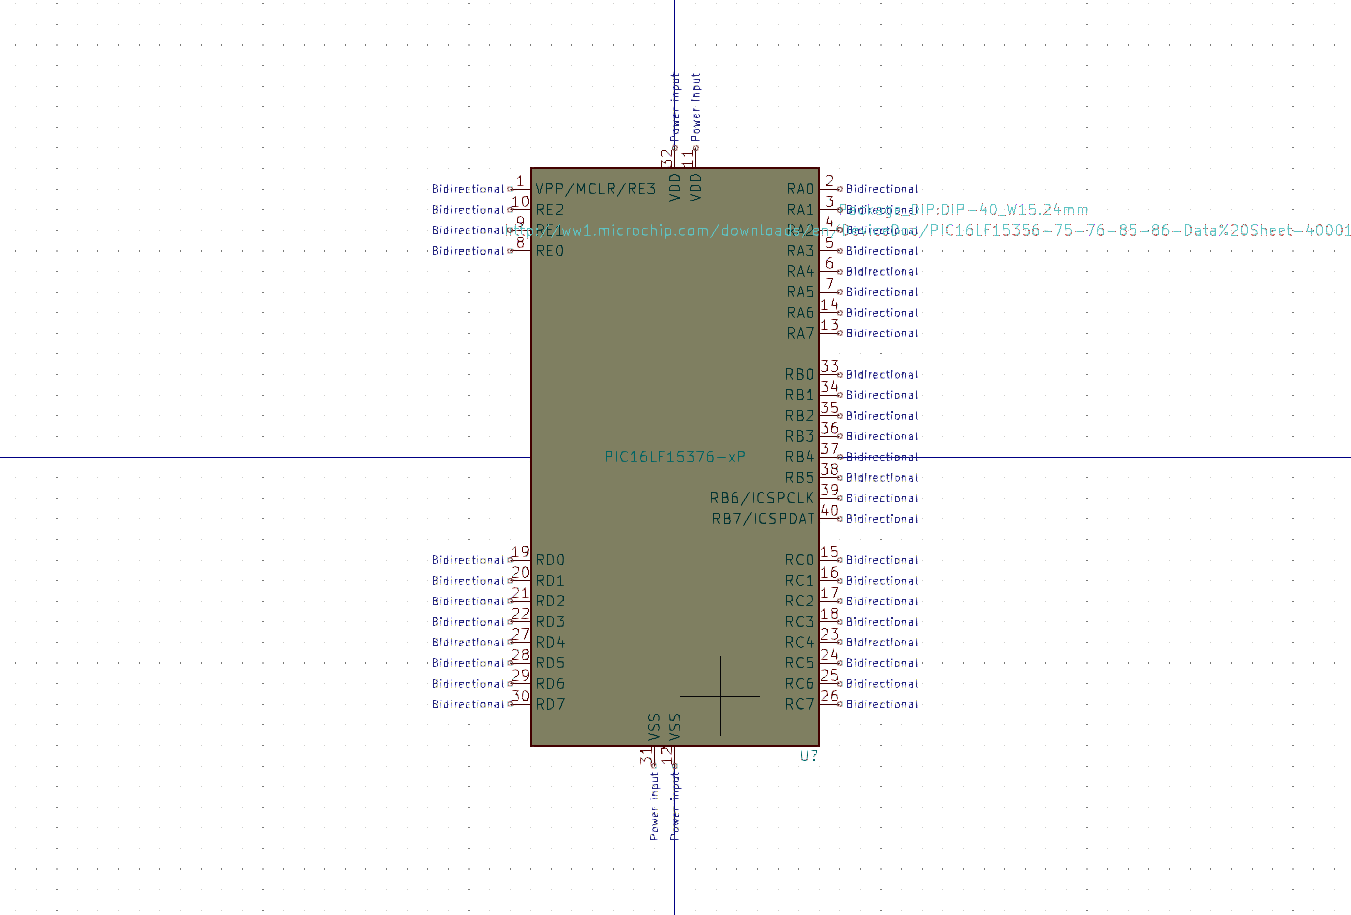 Power input
Power input
32
11
VDD
VDD
Bidirectional 1 VPP/MCLR/RE3 RA0 2 Bidirectional
Bidirectional 10 RE2 RA1 3 Bidirectional
Package_DIP:DIP-40_W15.24mm
Bidirectional 9 RE1 RA2 4 Bidirectional
http://ww1.microchip.com/downloads/en/DeviceDoc/PIC16LF15356-75-76-85-86-Data%20Sheet-40001
Bidirectional 8 RE0 RA3 5 Bidirectional
RA4 6 Bidirectional
RA5 7 Bidirectional
RA6 14 Bidirectional
RA7 13 Bidirectional
RB0 33 Bidirectional
RB1 34 Bidirectional
RB2 35 Bidirectional
RB3 36 Bidirectional
PIC16LF15376-xP RB4 37 Bidirectional
RB5 38 Bidirectional
RB6/ICSPCLK 39 Bidirectional
RB7/ICSPDAT 40 Bidirectional
Bidirectional 19 RD0 RC0 15 Bidirectional
Bidirectional 20 RD1 RC1 16 Bidirectional
Bidirectional 21 RD2 RC2 17 Bidirectional
Bidirectional 22 RD3 RC3 18 Bidirectional
Bidirectional 27 RD4 RC4 23 Bidirectional
Bidirectional 28 RD5 RC5 24 Bidirectional
Bidirectional 29 RD6 RC6 25 Bidirectional
Bidirectional 30 RD7 RC7 26 Bidirectional
VSS
VSS
31
12
U?
Power input
Power input